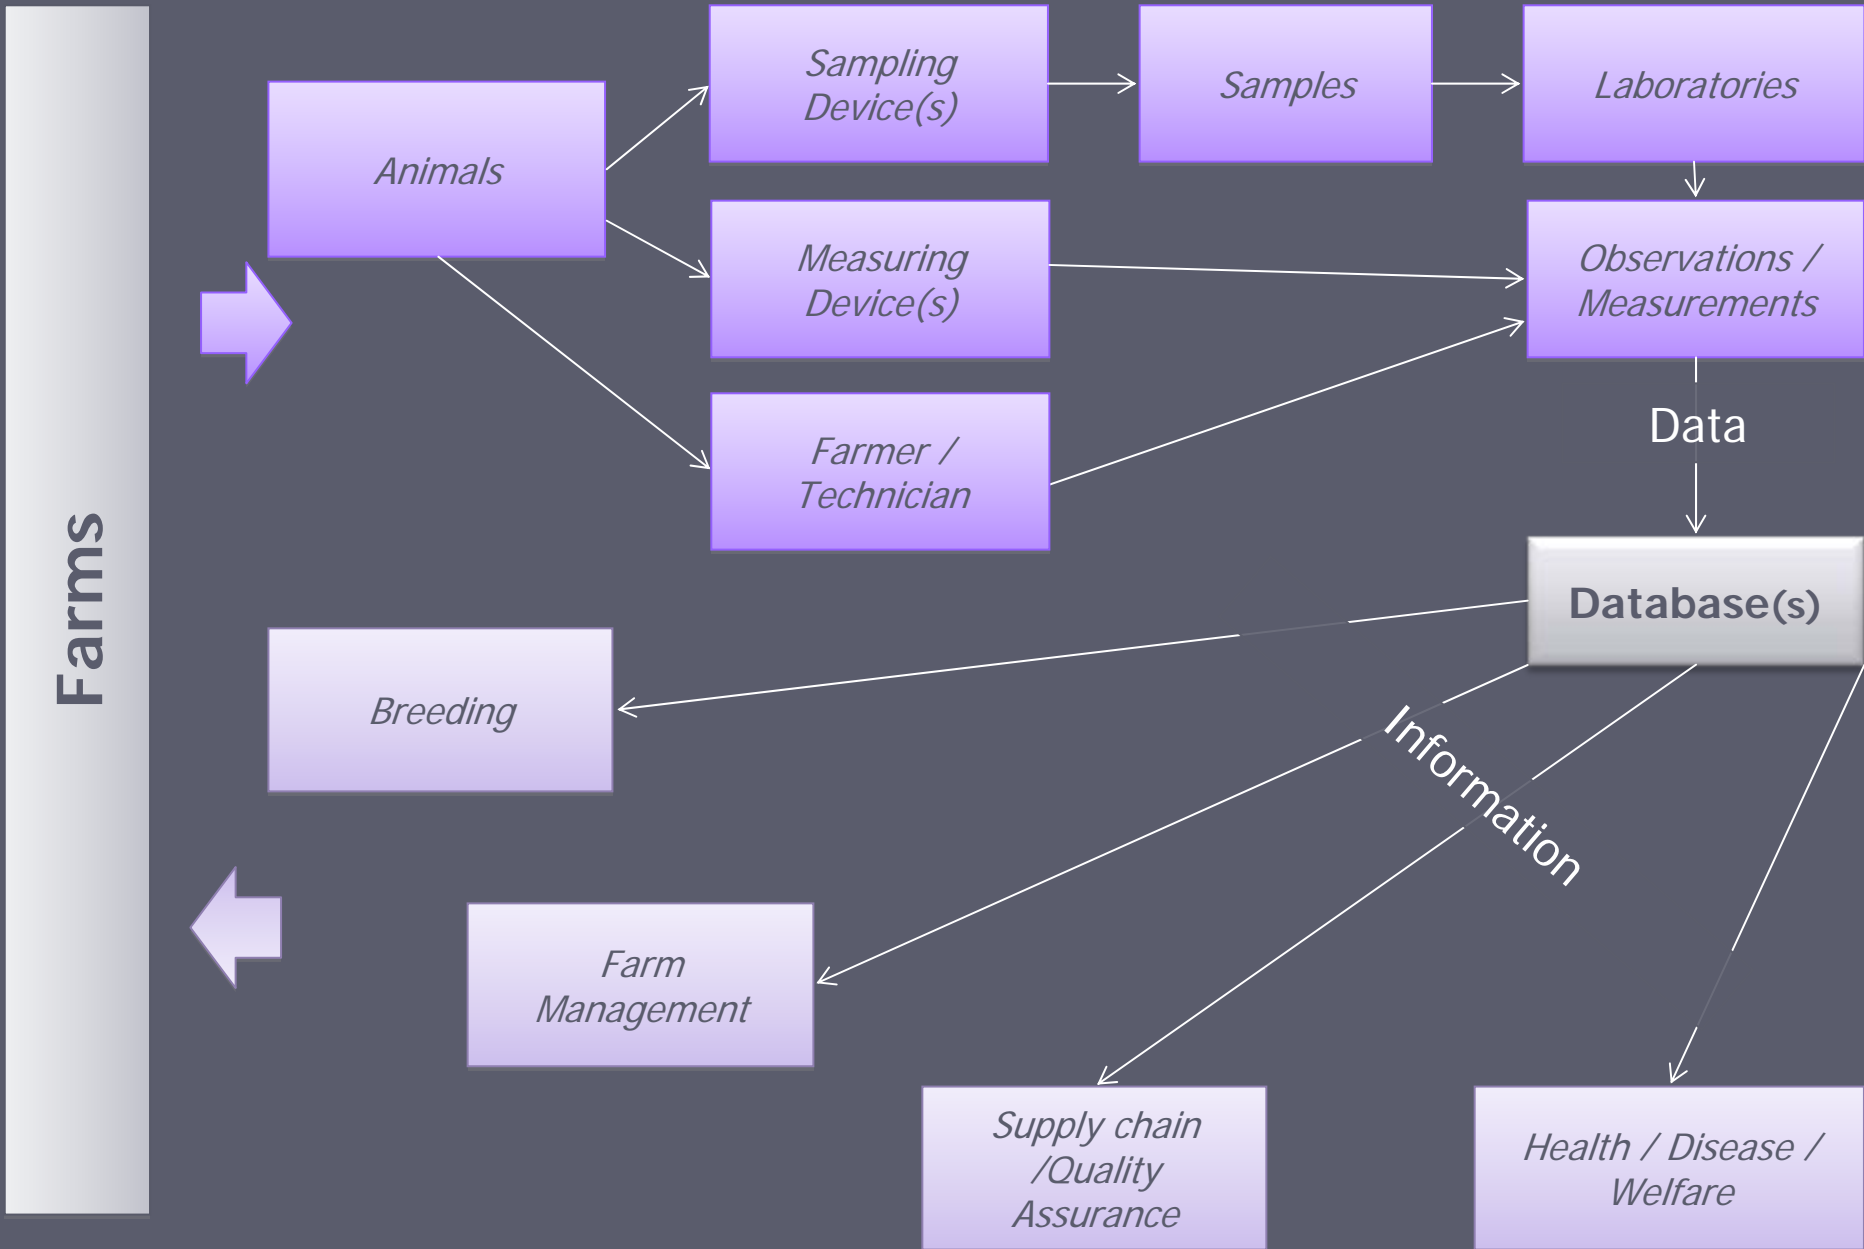 Farms
Animals
Sampling
Device(s)
Samples
Laboratories
Measuring
Device(s)
Observations /
Measurements
Farmer /
Technician
Data
Database(s)
Breeding
Information
Farm
Management
Supply chain
/Quality
Assurance
Health / Disease /
Welfare